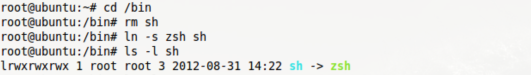 root@ubuntu:~# cd /bin
root@ubuntu:/bin# rm sh
root@ubuntu:/bin# ln -s zsh sh
root@ubuntu:/bin# ls -l sh
lrwxrwxrwx 1 root root 3 2012-08-31 14:22 sh -> zsh